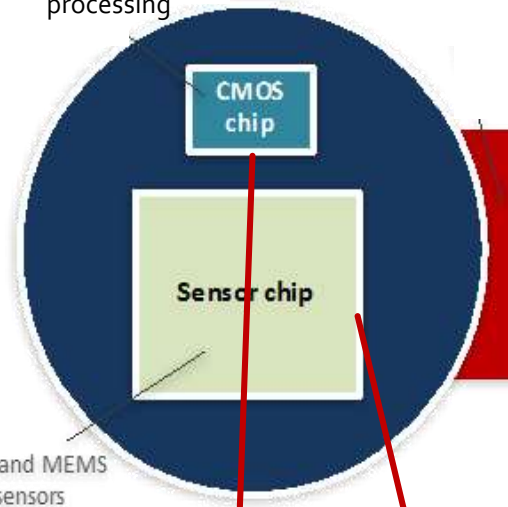 processing
CMOS
chip
Sensor chip
and MEMS
sensors